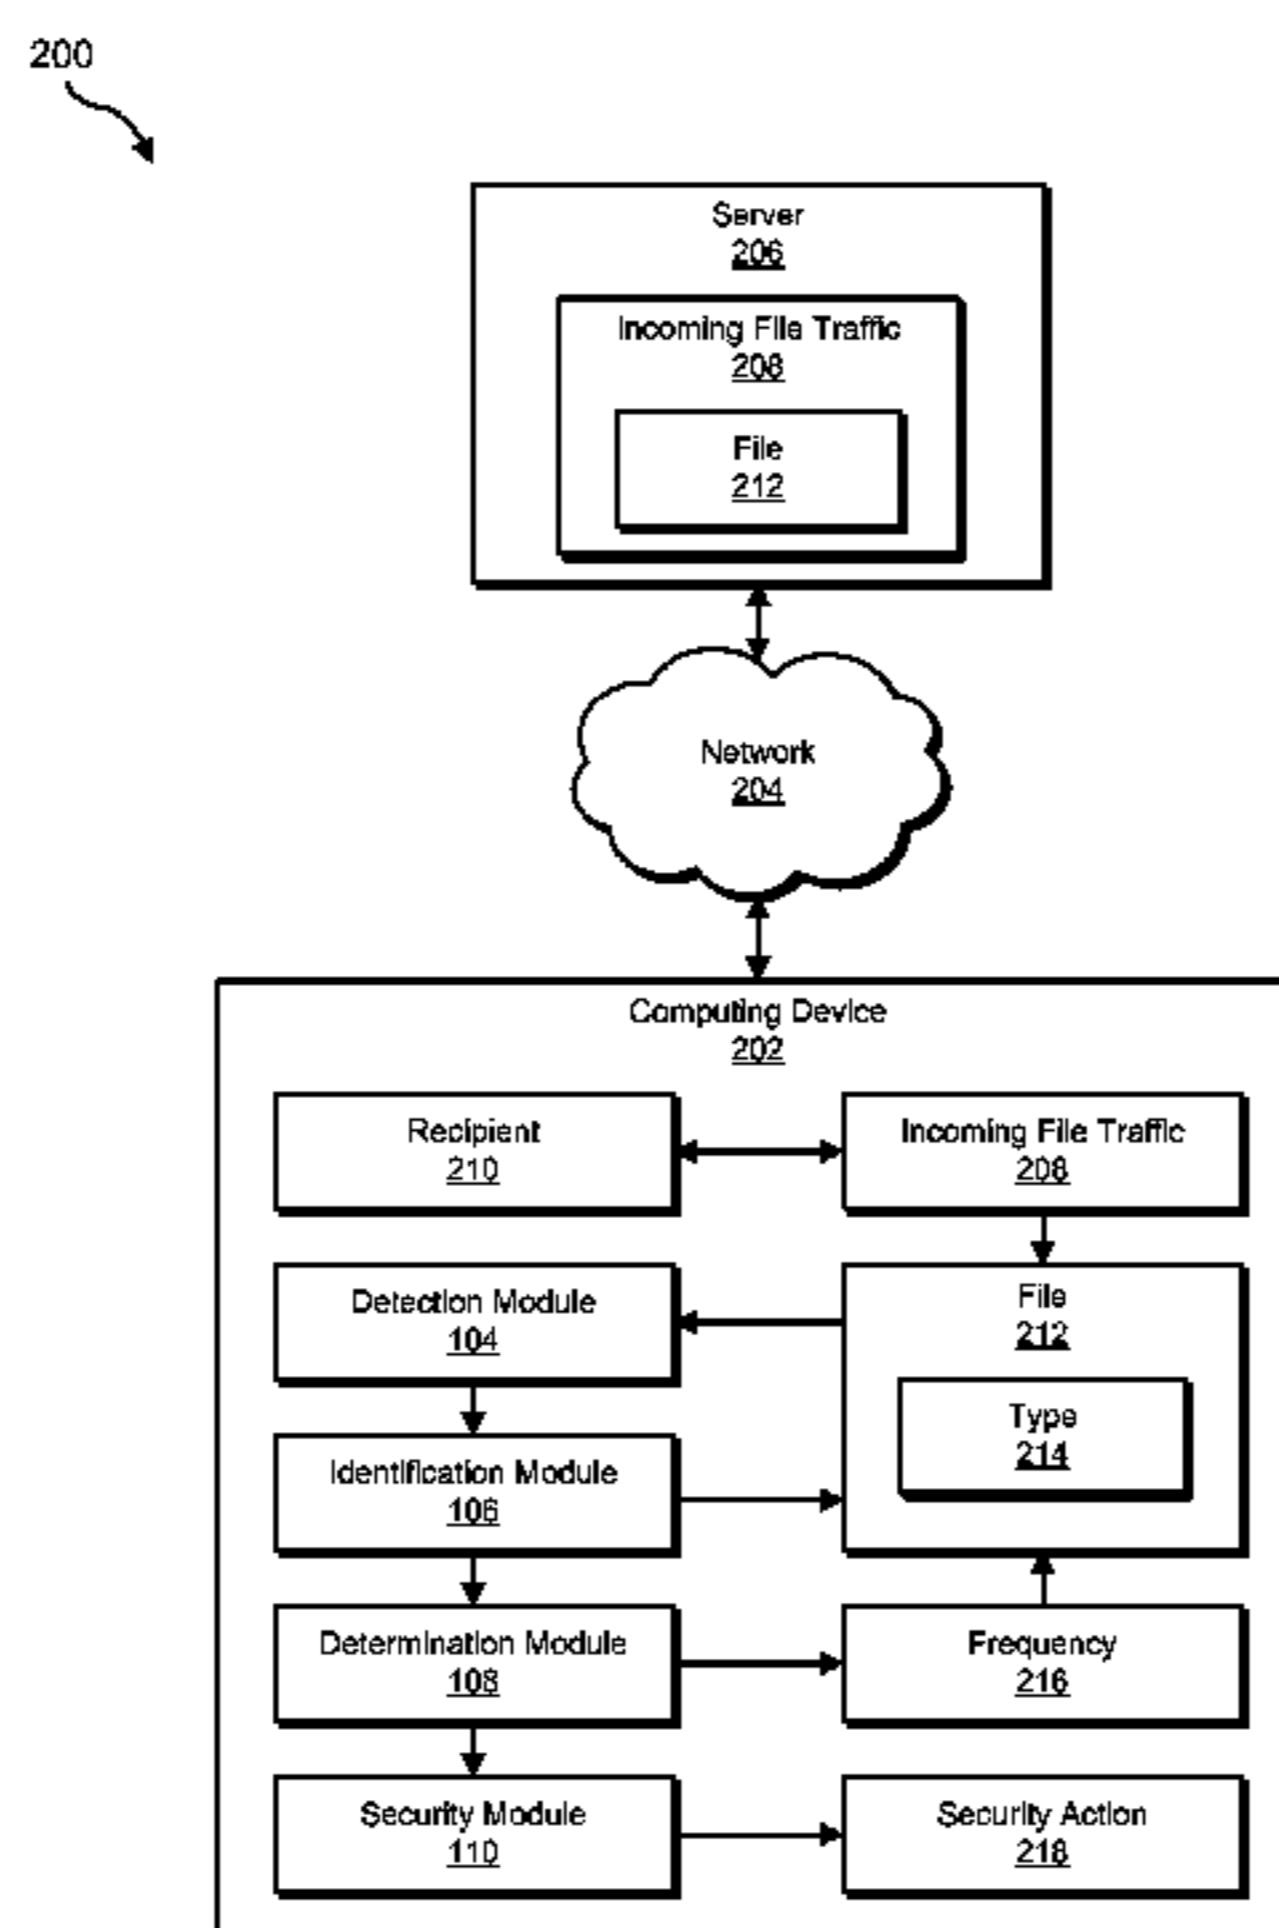 200
Server
206
Incoming File Traffic
208
File
212
Network
204
Computing Device
202
Recipient
210
Incoming File Traffic
208
Detection Module
104
File
212
Type
214
Identification Module
106
Determination Module
108
Frequency
216
Security Module
110
Security Action
218